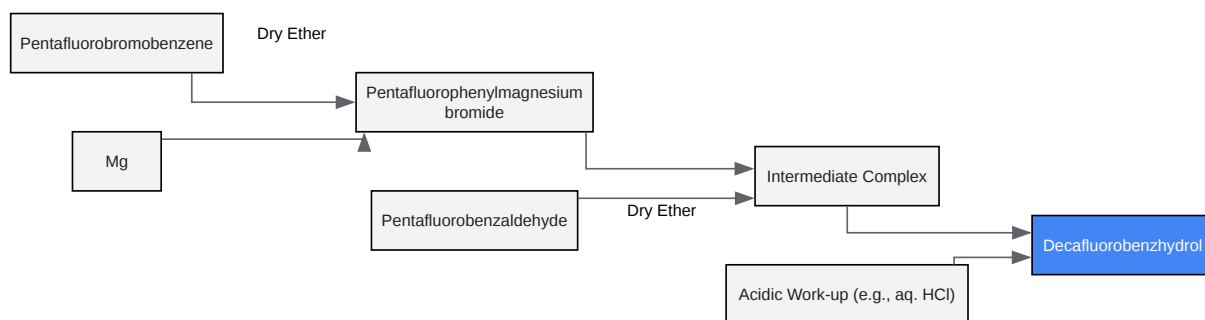 Pentafluorobromobenzene
Dry Ether
Pentafluorophenylmagnesium
bromide
Mg
Intermediate Complex
Pentafluorobenzaldehyde
Dry Ether
Decafluorobenzhydrol
Acidic Work-up (e.g., aq. HCl)